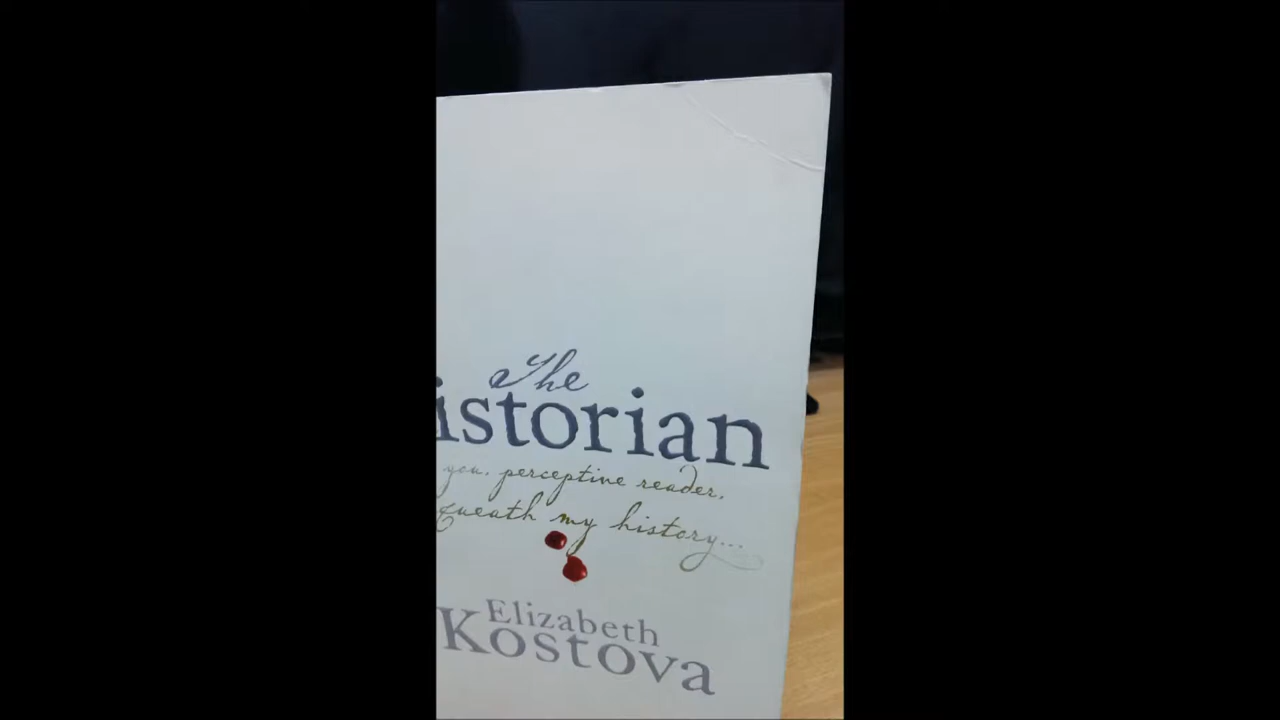 The
istorian
you, perceptive reader,
queath my history...
Elizabeth
Kostova